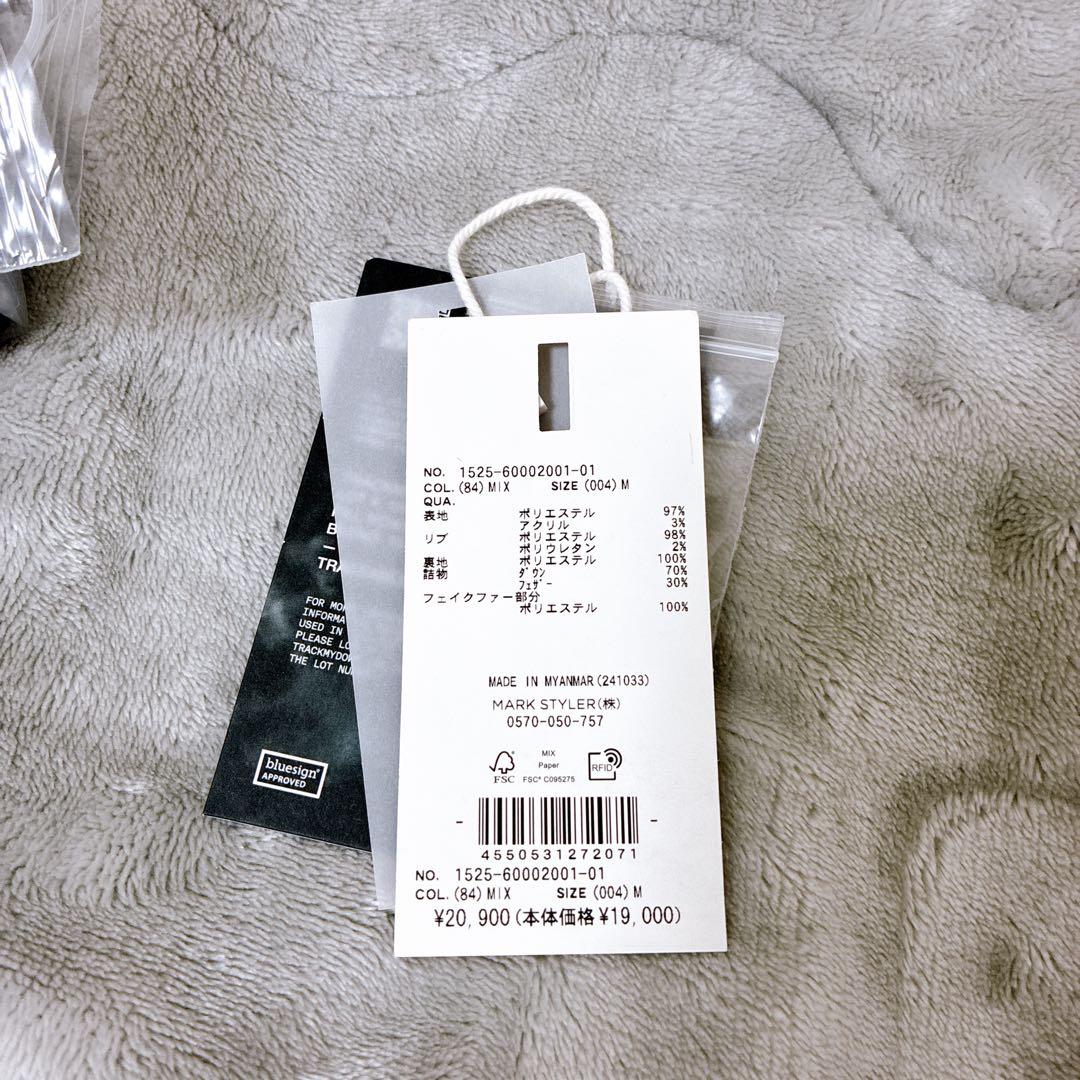 NO. 1525-60002001-01
COL.(84)MIX SIZE (004)M
QUA.
表地 ポリエステル 97%
アクリル 3%
リブ ポリエステル 98%
ポリウレタン 2%
裏地 ポリエステル 100%
詰物 ﾀﾞｳﾝ 70%
ﾌｪｻﾞｰ 30%
フェイクファー部分
ポリエステル 100%
MADE IN MYANMAR(241033)
MARK STYLER(株)
0570-050-757
FSC
MIX
Paper
FSC® C095275
RFID
4550531272071
NO. 1525-60002001-01
COL.(84)MIX SIZE (004)M
¥20,900(本体価格¥19,000)
FOR
USED IN
PLEASE
THE LOT
bluesign®
APPROVED